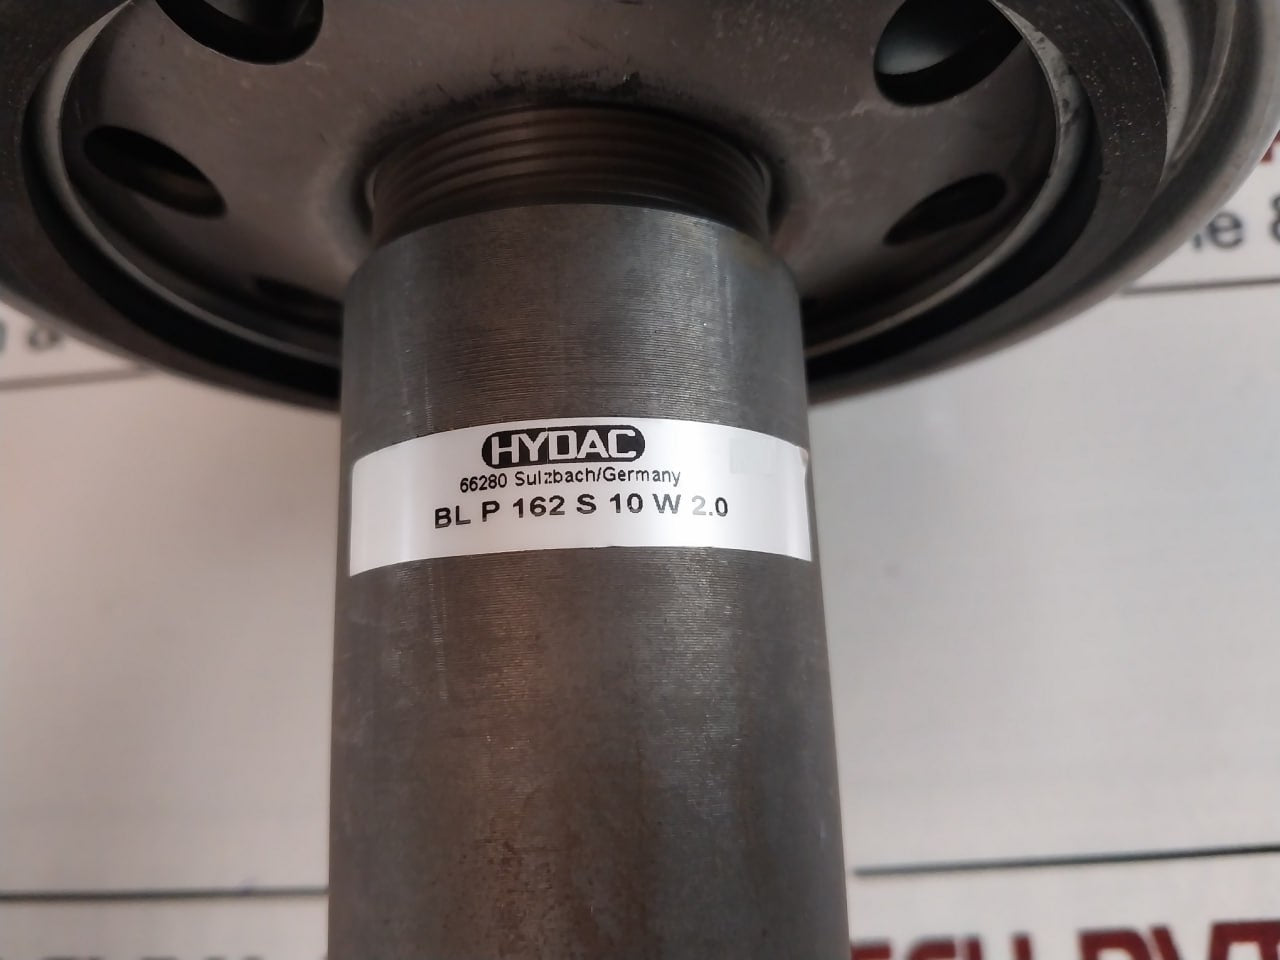 HYDAC
66280 Sulzbach/Germany
BL P 162 S 10 W 2.0